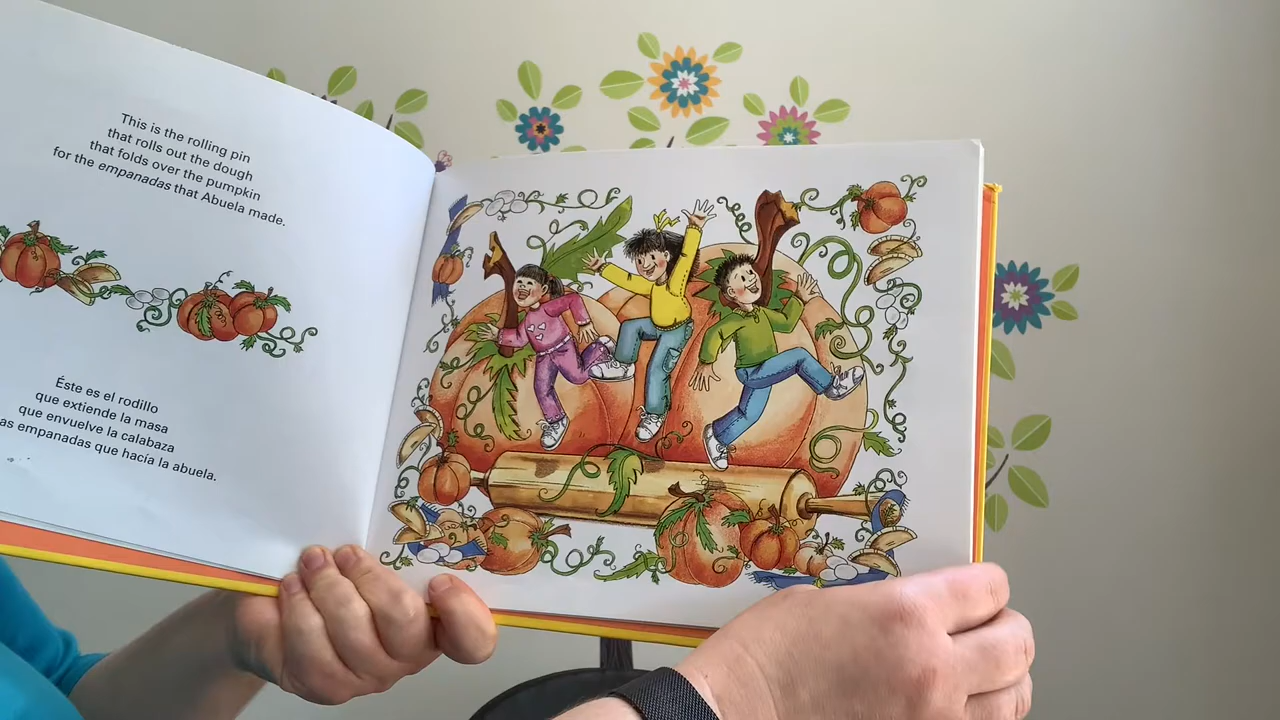 This is the rolling pin
that rolls out the dough
that folds over the pumpkin
for the empanadas that Abuela made.
Éste es el rodillo
que extiende la masa
que envuelve la calabaza
empanadas que hacía la abuela.